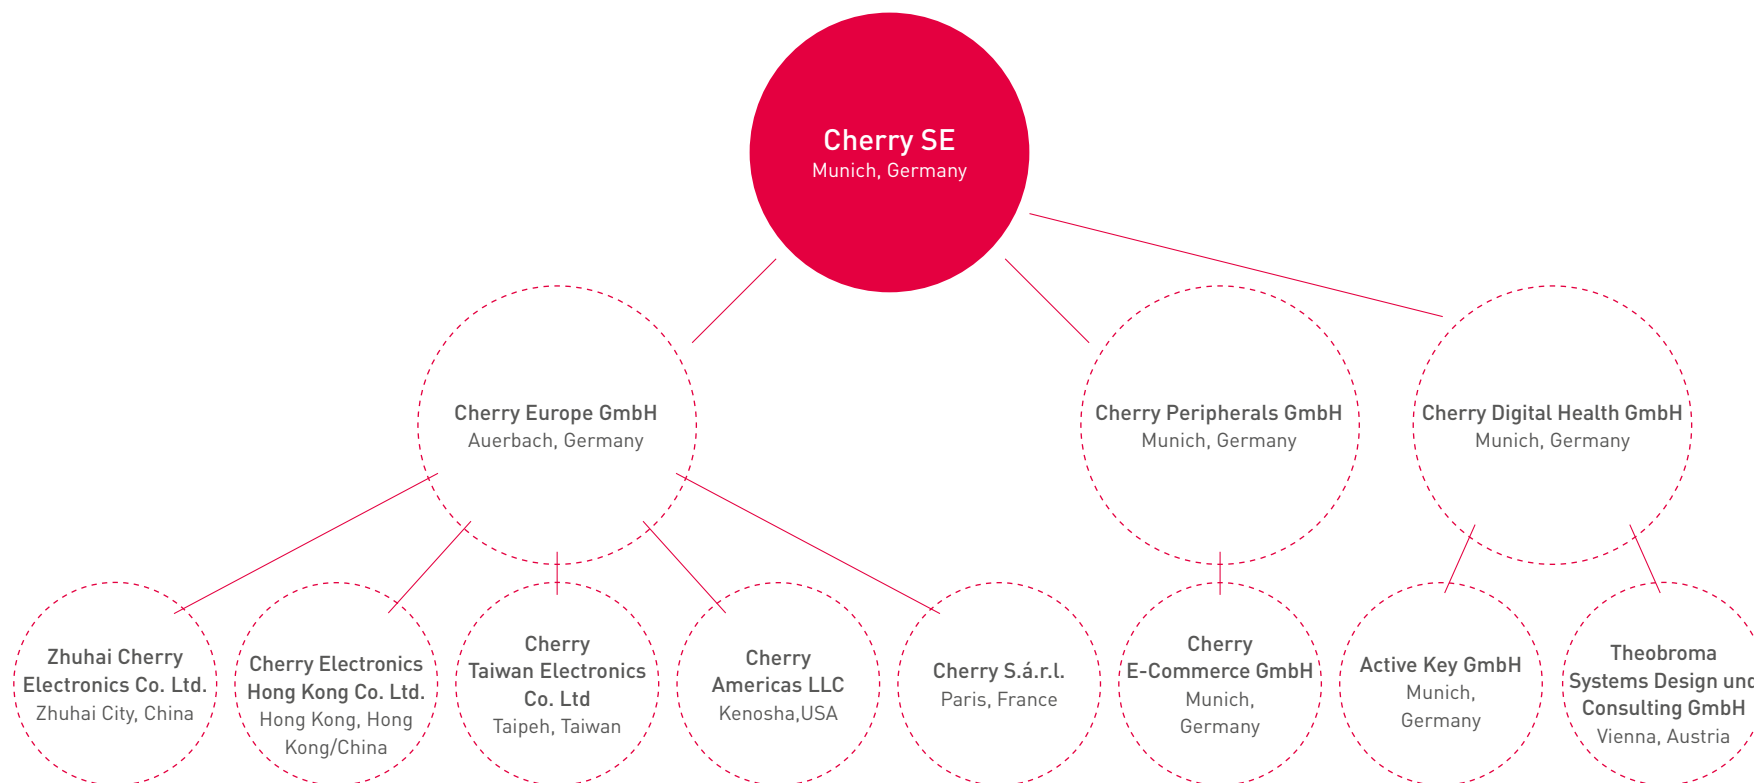 Cherry SE
Munich, Germany
Cherry Europe GmbH
Auerbach, Germany
Cherry Peripherals GmbH
Munich, Germany
Cherry Digital Health GmbH
Munich, Germany
Zhuhai Cherry
Electronics Co. Ltd.
Zhuhai City, China
Cherry Electronics
Hong Kong Co. Ltd.
Hong Kong, Hong
Kong/China
Cherry
Taiwan Electronics
Co. Ltd
Taipeh, Taiwan
Cherry
Americas LLC
Kenosha,USA
Cherry S.á.r.l.
Paris, France
Cherry
E-Commerce GmbH
Munich,
Germany
Active Key GmbH
Munich,
Germany
Theobroma
Systems Design und
Consulting GmbH
Vienna, Austria